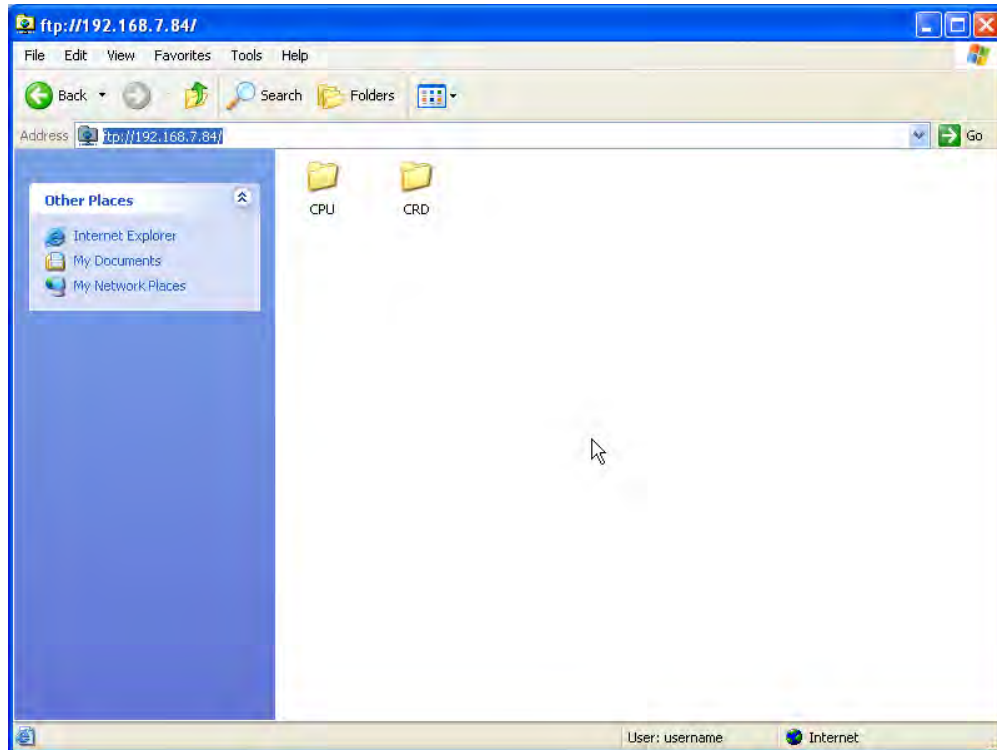 ftp://192.168.7.84/
File Edit View Favorites Tools Help
Back Search Folders
Address ftp://192.168.7.84/ Go
Other Places
Internet Explorer
My Documents
My Network Places
CPU CRD
User: username Internet